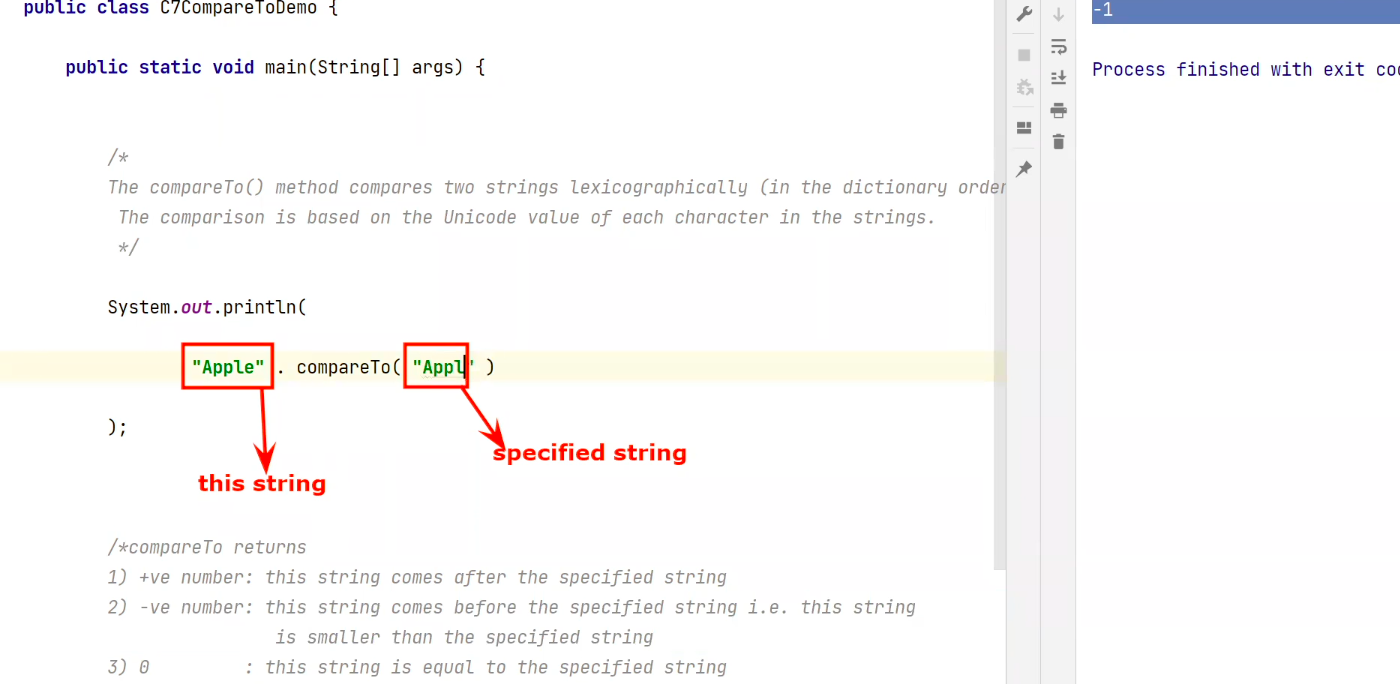 public class C7CompareToDemo {
public static void main(String[] args) {
/*
The compareTo() method compares two strings lexicographically (in the dictionary order
The comparison is based on the Unicode value of each character in the strings.
*/
System.out.println(
"Apple". compareTo( "Appl" )
);
specified string
this string
/*compareTo returns
1) +ve number: this string comes after the specified string
2) -ve number: this string comes before the specified string i.e. this string
is smaller than the specified string
3) 0 : this string is equal to the specified string
-1
Process finished with exit